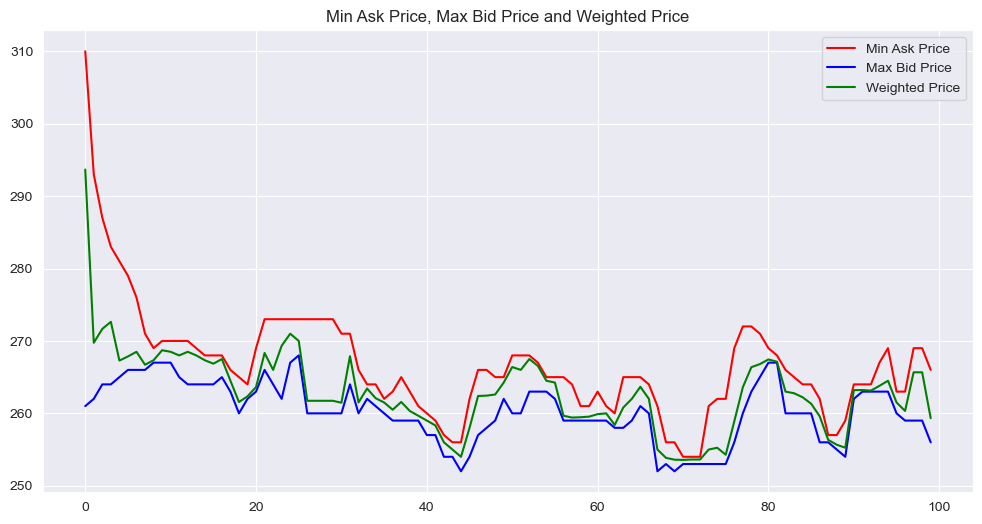 Min Ask Price, Max Bid Price and Weighted Price
Min Ask Price
Max Bid Price
Weighted Price
310
300
290
280
270
260
250
0 20 40 60 80 100